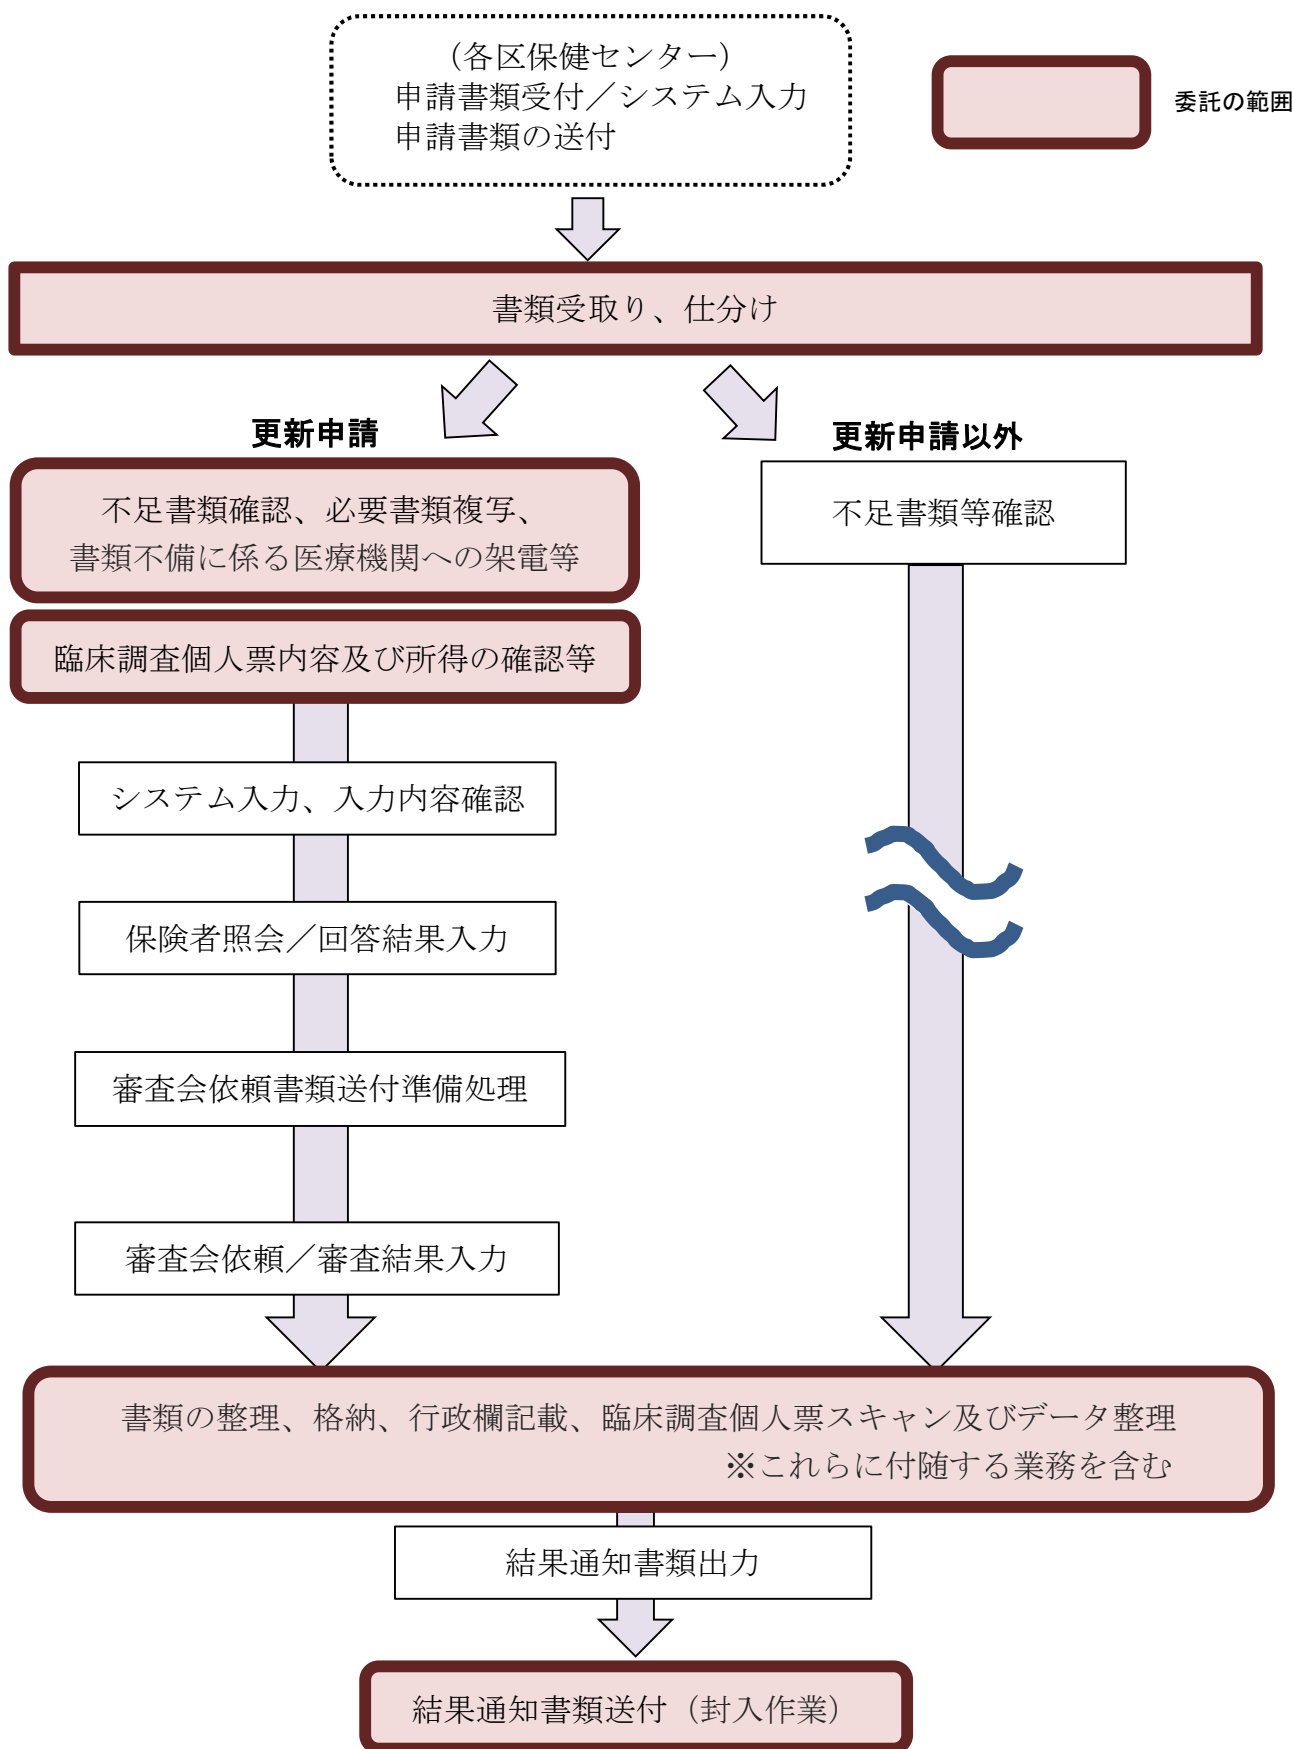 （各区保健センター）
申請書類受付／システム入力
申請書類の送付
委託の範囲
書類受取り、仕分け
更新申請
更新申請以外
不足書類確認、必要書類複写、
書類不備に係る医療機関への架電等
不足書類等確認
臨床調査個人票内容及び所得の確認等
システム入力、入力内容確認
保険者照会／回答結果入力
審査会依頼書類送付準備処理
審査会依頼／審査結果入力
書類の整理、格納、行政欄記載、臨床調査個人票スキャン及びデータ整理
※これらに付随する業務を含む
結果通知書類出力
結果通知書類送付（封入作業）